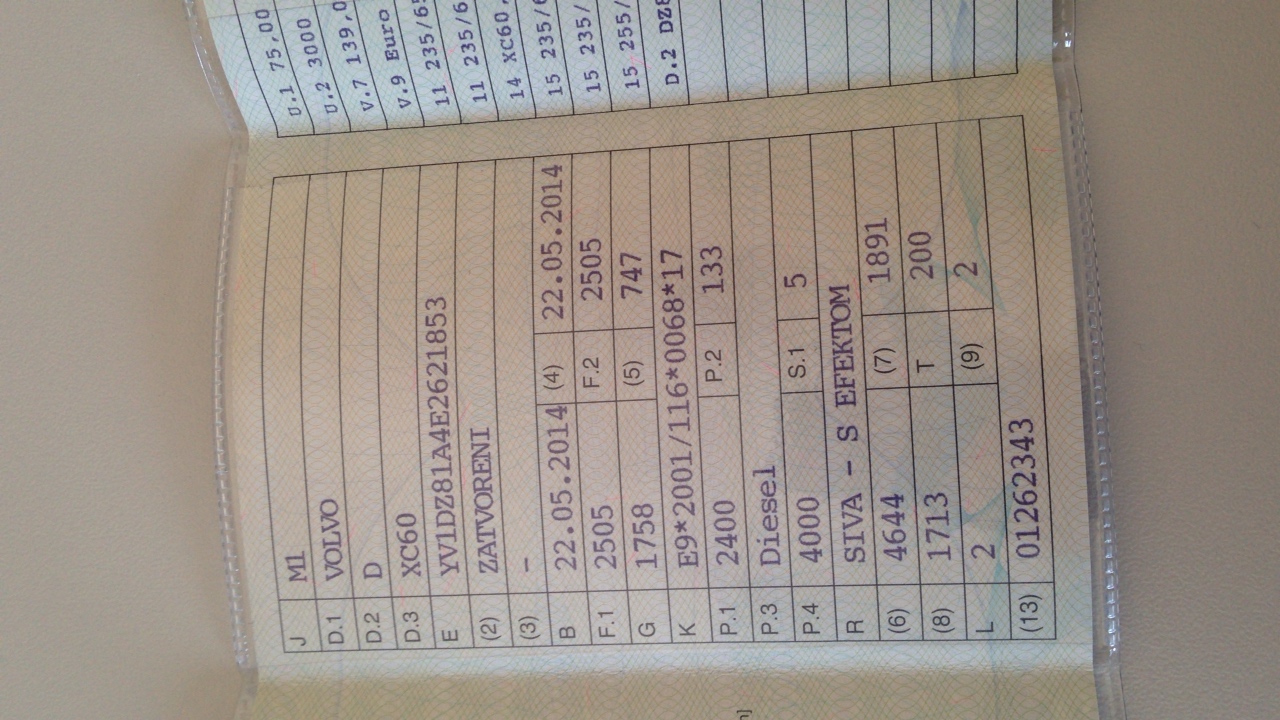 J M1
D.1 VOLVO
D.2 D
D.3 XC60
E YV1DZ81A4E2621853
(2) ZATVORENI
(3) –
B 22.05.2014 (4) 22.05.2014
F.1 2505 F.2 2505
G 1758 (5) 747
K E9*2001/116*0068*17
P.1 2400 P.2 133
P.3 Diesel
P.4 4000 S.1 5
R SIVA – S EFEKTOM
(6) 4644 (7) 1891
(8) 1713 T 200
L 2 (9) 2
(13) 01262343
U.1 75,00
U.2 3000
V.7 139,0
V.9 Euro
11 235/65
11 235/6
14 XC60,
15 235/6
15 235/
15 255/
D.2 DZ8